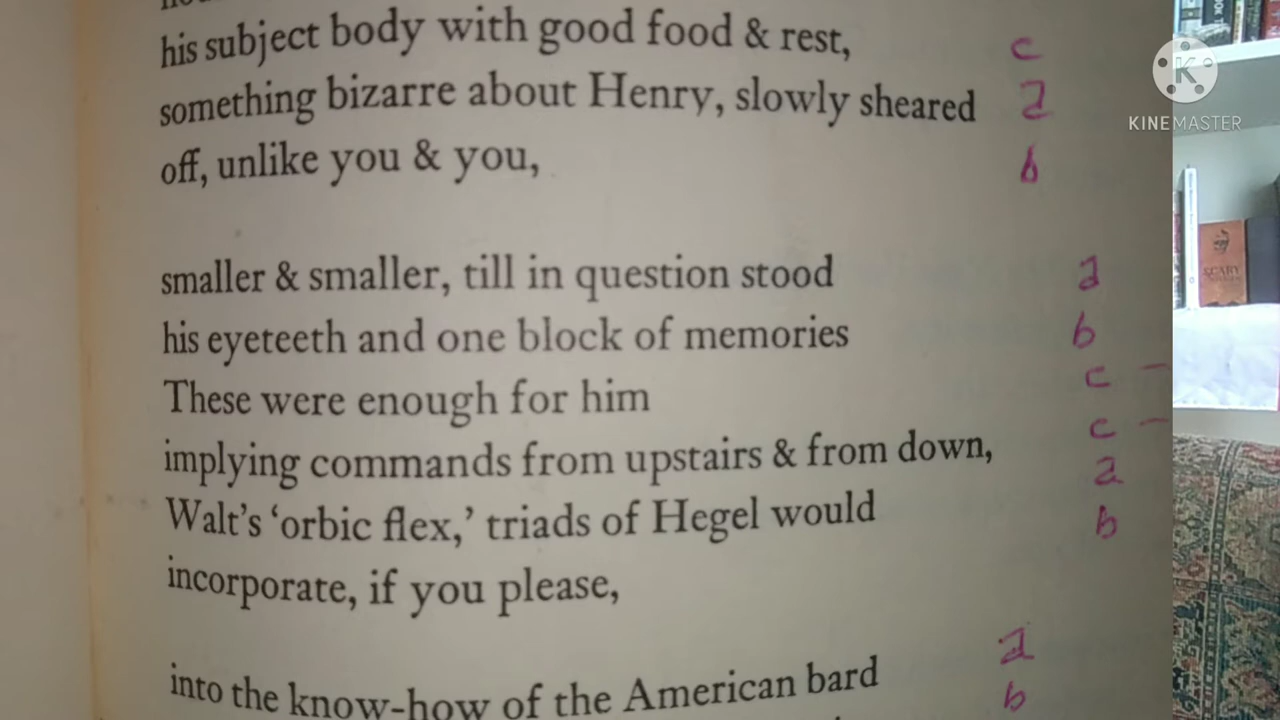 his subject body with good food & rest, c
something bizarre about Henry, slowly sheared a
off, unlike you & you, b
smaller & smaller, till in question stood a
his eyeteeth and one block of memories b
These were enough for him c –
implying commands from upstairs & from down, c –
Walt's 'orbic flex,' triads of Hegel would a
incorporate, if you please, b
into the know-how of the American bard a
b
KINEMASTER
SCARY